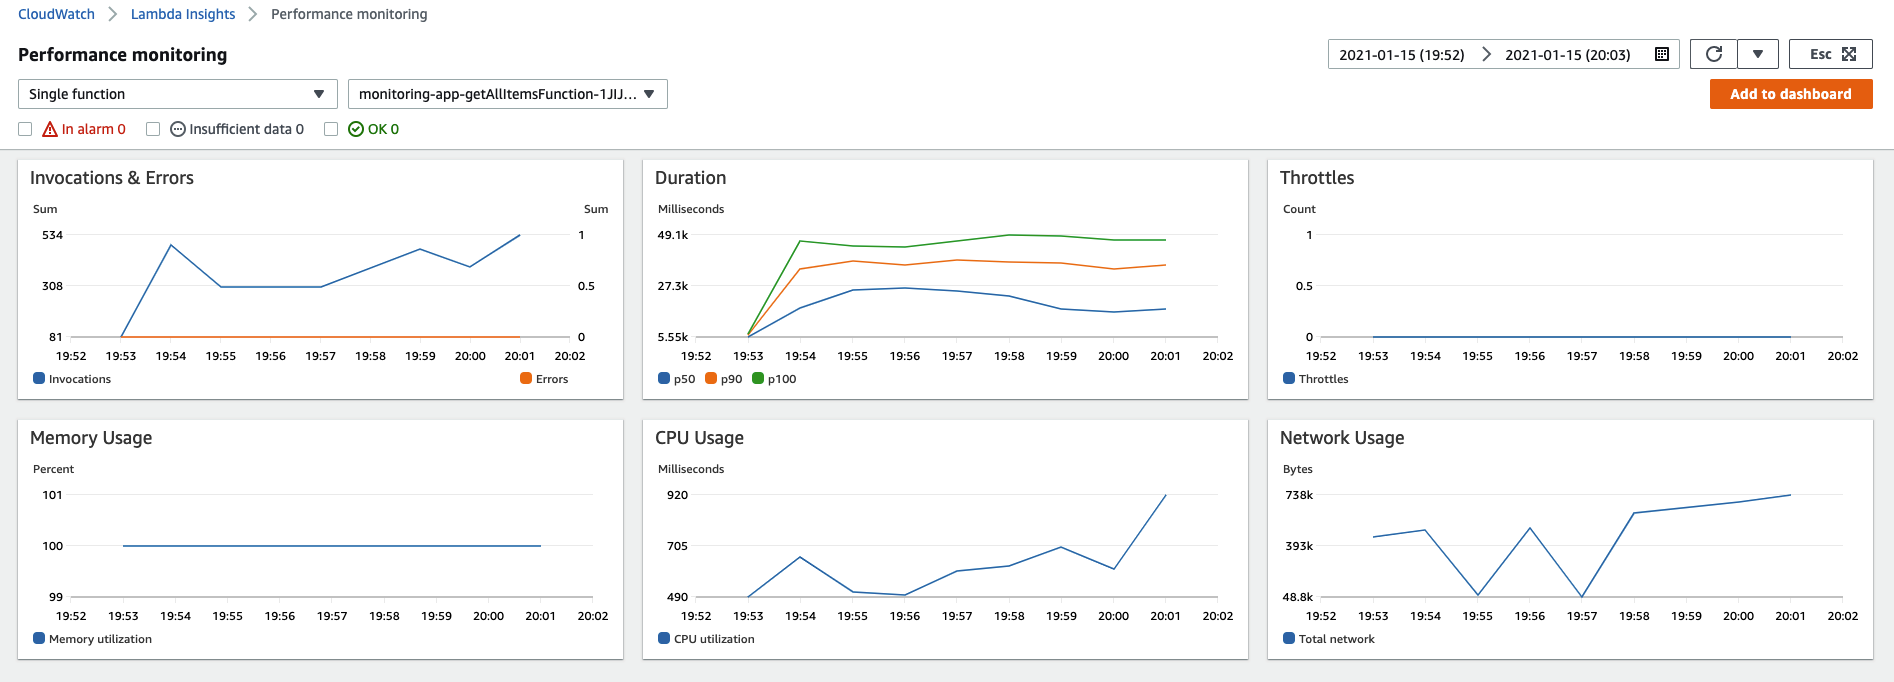 CloudWatch > Lambda Insights > Performance monitoring
Performance monitoring
2021-01-15 (19:52) > 2021-01-15 (20:03)
Esc
Single function
monitoring-app-getAllItemsFunction-1JIJ...
Add to dashboard
In alarm 0 Insufficient data 0 OK 0
Invocations & Errors
Sum Sum
534 1
308 0.5
81 0
19:52 19:53 19:54 19:55 19:56 19:57 19:58 19:59 20:00 20:01 20:02
Invocations Errors
Duration
Milliseconds
49.1k
27.3k
5.55k
19:52 19:53 19:54 19:55 19:56 19:57 19:58 19:59 20:00 20:01 20:02
p50 p90 p100
Throttles
Count
1
0.5
0
19:52 19:53 19:54 19:55 19:56 19:57 19:58 19:59 20:00 20:01 20:02
Throttles
Memory Usage
Percent
101
100
99
19:52 19:53 19:54 19:55 19:56 19:57 19:58 19:59 20:00 20:01 20:02
Memory utilization
CPU Usage
Milliseconds
920
705
490
19:52 19:53 19:54 19:55 19:56 19:57 19:58 19:59 20:00 20:01 20:02
CPU utilization
Network Usage
Bytes
738k
393k
48.8k
19:52 19:53 19:54 19:55 19:56 19:57 19:58 19:59 20:00 20:01 20:02
Total network